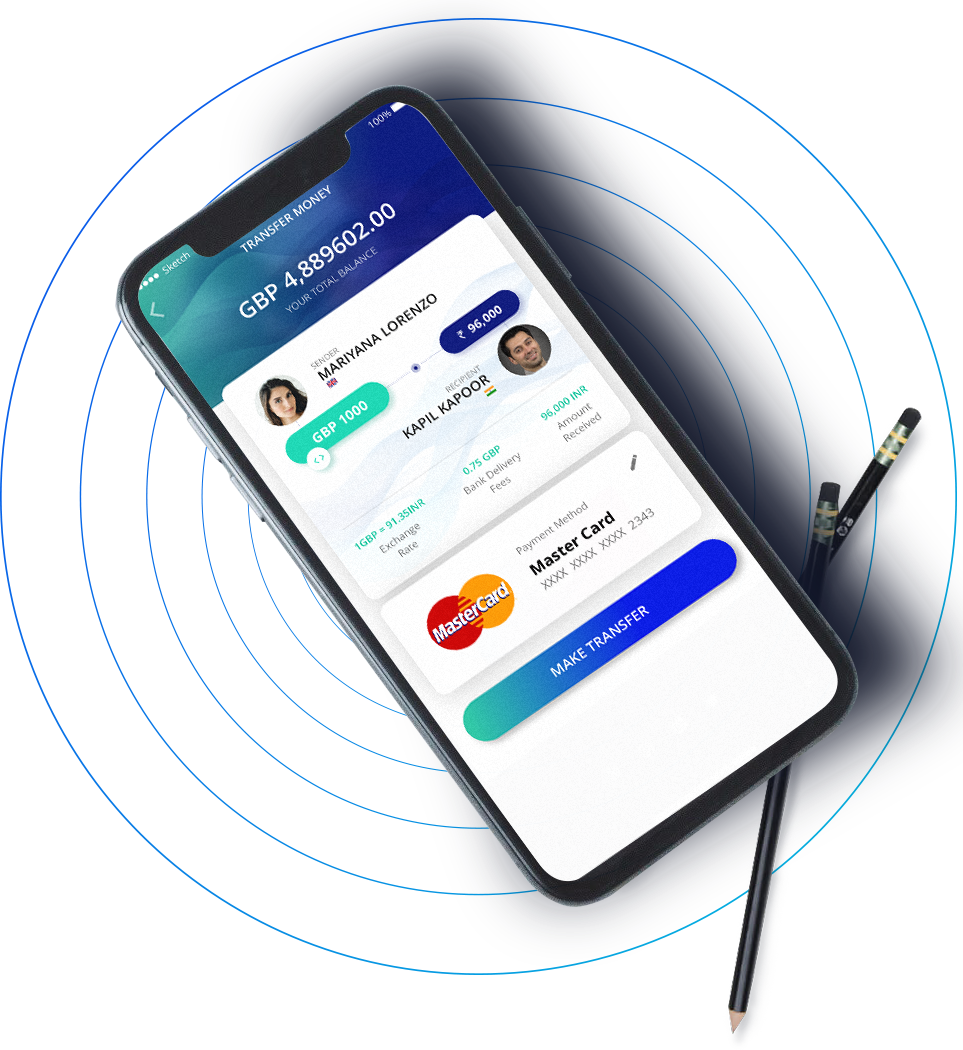 100%
Sketch
TRANSFER MONEY
GBP 4,889602.00
YOUR TOTAL BALANCE
SENDER
MARIYANA LORENZO
GBP 1000
₹ 96,000
RECIPIENT
KAPIL KAPOOR
1GBP = 91.35INR
Exchange
Rate
0.75 GBP
Bank Delivery
Fees
96,000 INR
Amount
Received
Payment Method
Master Card
XXXX XXXX XXXX 2343
MasterCard
MAKE TRANSFER